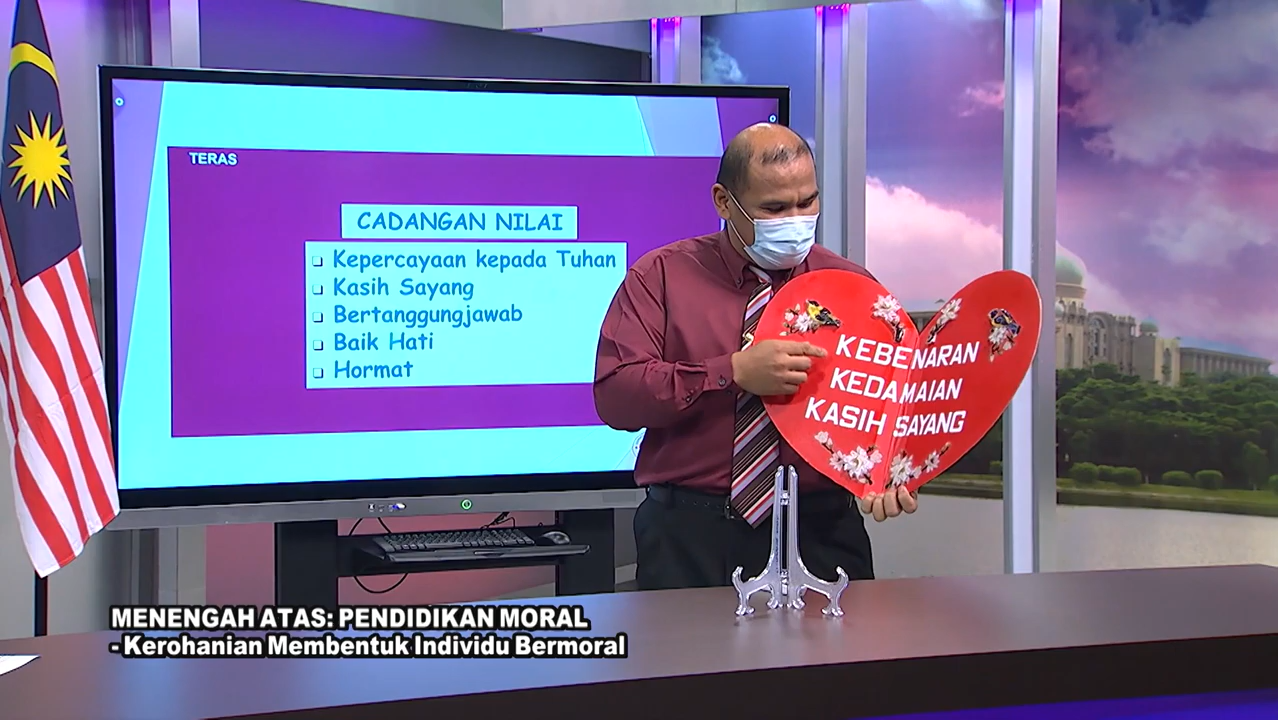 TERAS
CADANGAN NILAI
Kepercayaan kepada Tuhan
Kasih Sayang
Bertanggungjawab
Baik Hati
Hormat
KEBENARAN
KEDAMAIAN
KASIH SAYANG
MENENGAH ATAS: PENDIDIKAN MORAL
- Kerohanian Membentuk Individu Bermoral